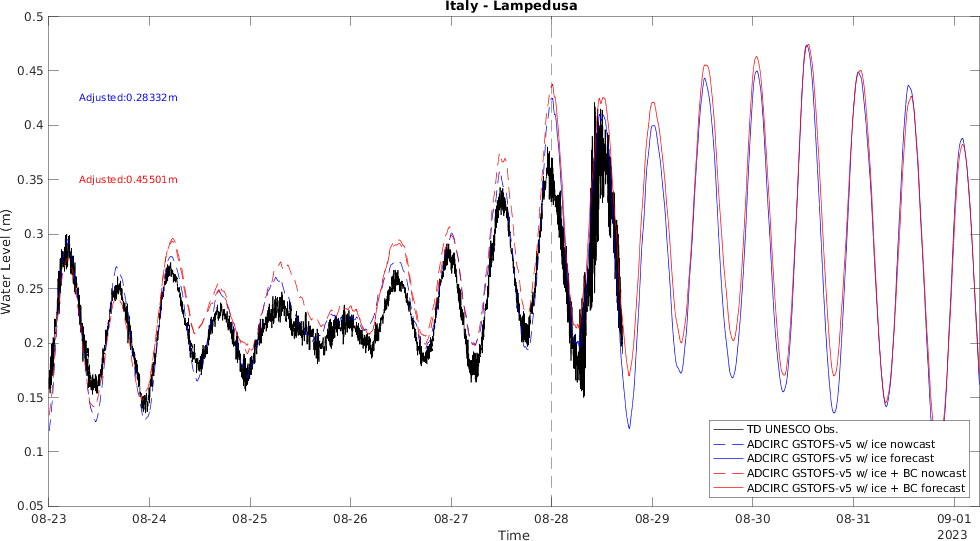 Italy - Lampedusa
0.5
0.45
0.4
0.35
0.3
0.25
0.2
0.15
0.1
0.05
Water Level (m)
Adjusted:0.28332m
Adjusted:0.45501m
TD UNESCO Obs.
ADCIRC GSTOFS-v5 w/ ice nowcast
ADCIRC GSTOFS-v5 w/ ice forecast
ADCIRC GSTOFS-v5 w/ ice + BC nowcast
ADCIRC GSTOFS-v5 w/ ice + BC forecast
08-23 08-24 08-25 08-26 08-27 08-28 08-29 08-30 08-31 09-01
Time 2023